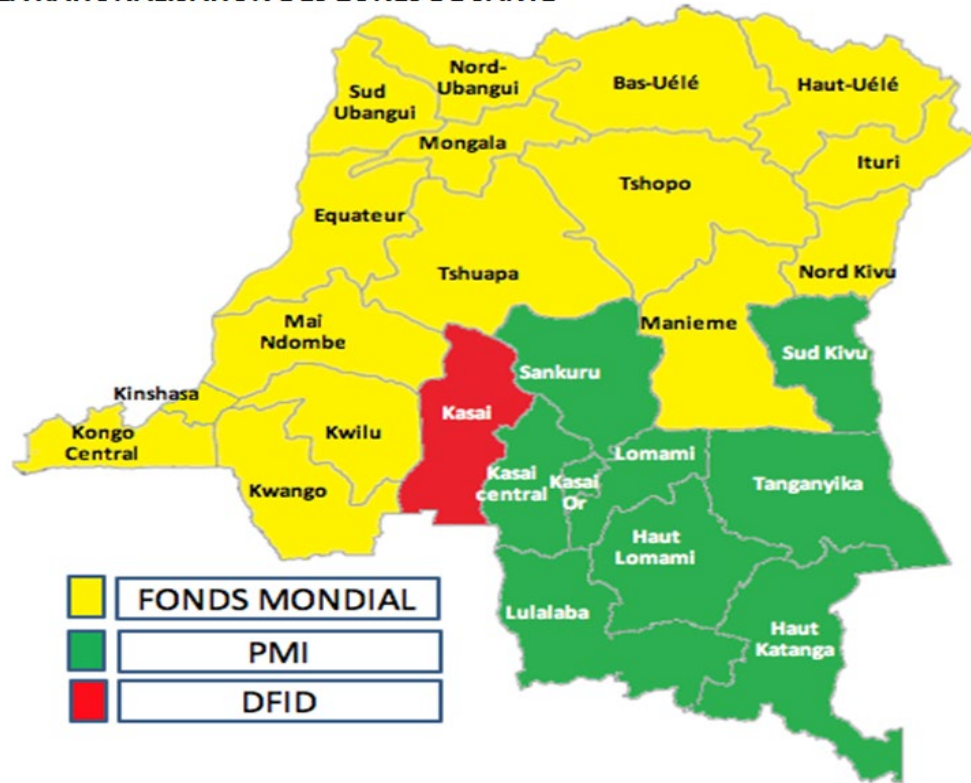 Nord-
Ubangui
Bas-Uélé
Haut-Uélé
Sud
Ubangui
Mongala
Ituri
Tshopo
Equateur
Tshuapa
Nord Kivu
Mai
Ndombe
Manieme
Sud Kivu
Sankuru
Kinshasa
Kasai
Kongo
Central
Kwilu
Lomami
Kasai
central
Kasai
Or
Tanganyika
Kwango
Haut
Lomami
Lulalaba
Haut
Katanga
FONDS MONDIAL
PMI
DFID